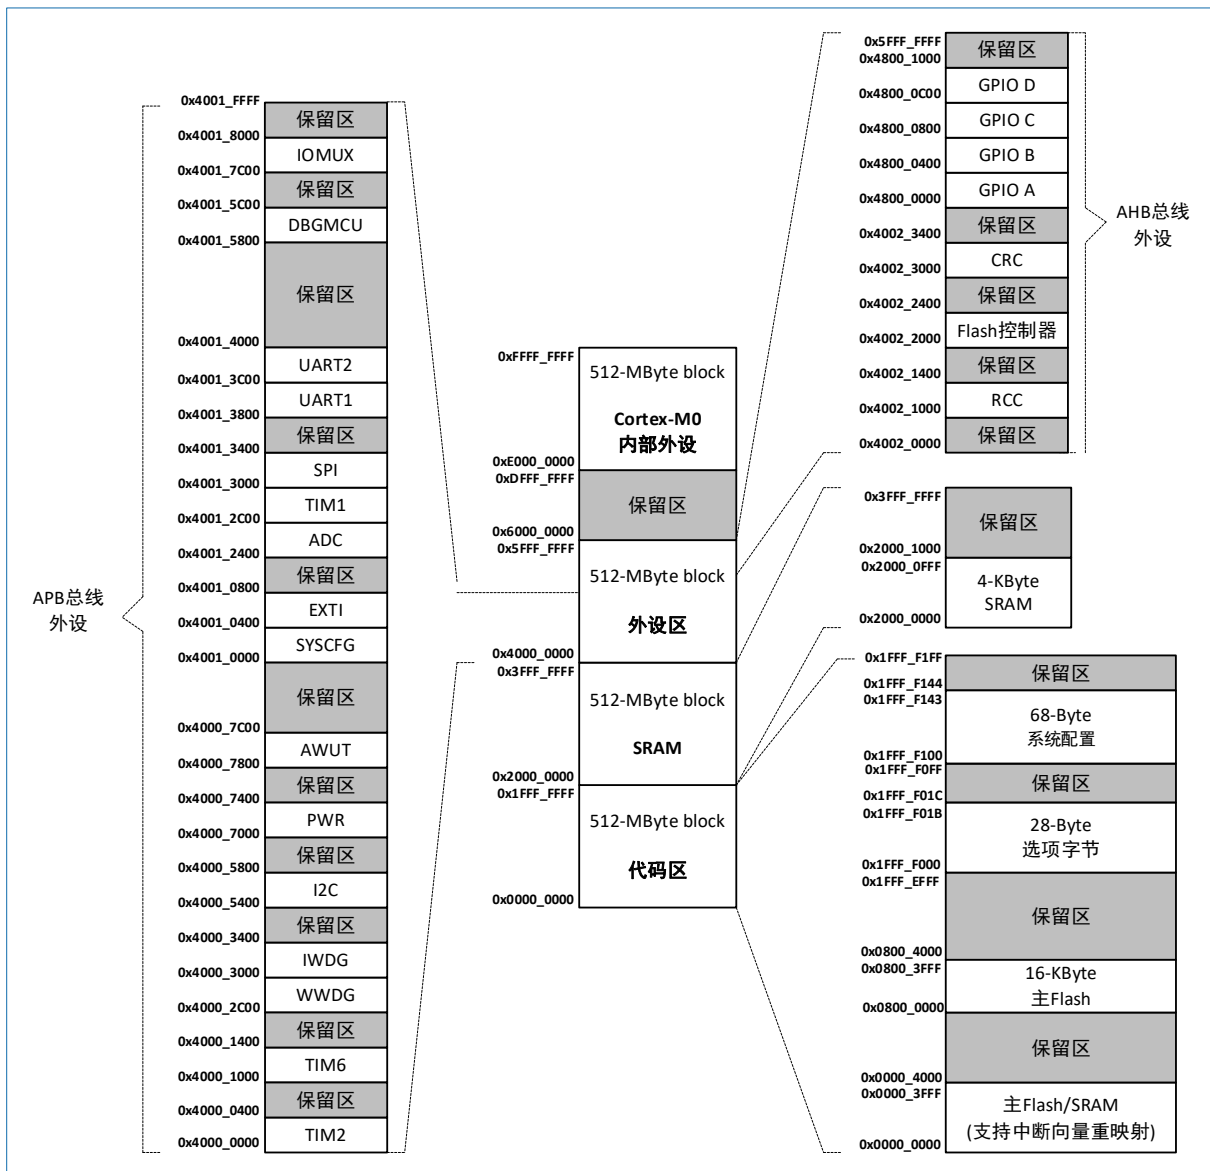 0x4001_FFFF
保留区
0x4001_8000
IOMUX
0x4001_7C00
保留区
0x4001_5C00
DBGMCU
0x4001_5800
保留区
0x4001_4000
UART2
0x4001_3C00
UART1
0x4001_3800
保留区
0x4001_3400
SPI
0x4001_3000
TIM1
0x4001_2C00
ADC
0x4001_2400
保留区
0x4001_0800
EXTI
0x4001_0400
SYSCFG
0x4001_0000
保留区
0x4000_7C00
AWUT
0x4000_7800
保留区
0x4000_7400
PWR
0x4000_7000
保留区
0x4000_5800
I2C
0x4000_5400
保留区
0x4000_3400
IWDG
0x4000_3000
WWDG
0x4000_2C00
保留区
0x4000_1400
TIM6
0x4000_1000
保留区
0x4000_0400
TIM2
0x4000_0000
APB总线
外设
0xFFFF_FFFF
512-MByte block
Cortex-M0
内部外设
0xE000_0000
0xDFFF_FFFF
保留区
0x6000_0000
0x5FFF_FFFF
512-MByte block
外设区
0x4000_0000
0x3FFF_FFFF
512-MByte block
SRAM
0x2000_0000
0x1FFF_FFFF
512-MByte block
代码区
0x0000_0000
0x5FFF_FFFF
保留区
0x4800_1000
GPIO D
0x4800_0C00
GPIO C
0x4800_0800
GPIO B
0x4800_0400
GPIO A
0x4800_0000
保留区
0x4002_3400
CRC
0x4002_3000
保留区
0x4002_2400
Flash控制器
0x4002_2000
保留区
0x4002_1400
RCC
0x4002_1000
保留区
0x4002_0000
AHB总线
外设
0x3FFF_FFFF
保留区
0x2000_1000
0x2000_0FFF
4-KByte
SRAM
0x2000_0000
0x1FFF_F1FF
保留区
0x1FFF_F144
0x1FFF_F143
68-Byte
系统配置
0x1FFF_F100
0x1FFF_F0FF
保留区
0x1FFF_F01C
0x1FFF_F01B
28-Byte
选项字节
0x1FFF_F000
0x1FFF_EFFF
保留区
0x0800_4000
0x0800_3FFF
16-KByte
主Flash
0x0800_0000
保留区
0x0000_4000
0x0000_3FFF
主Flash/SRAM
(支持中断向量重映射)
0x0000_0000